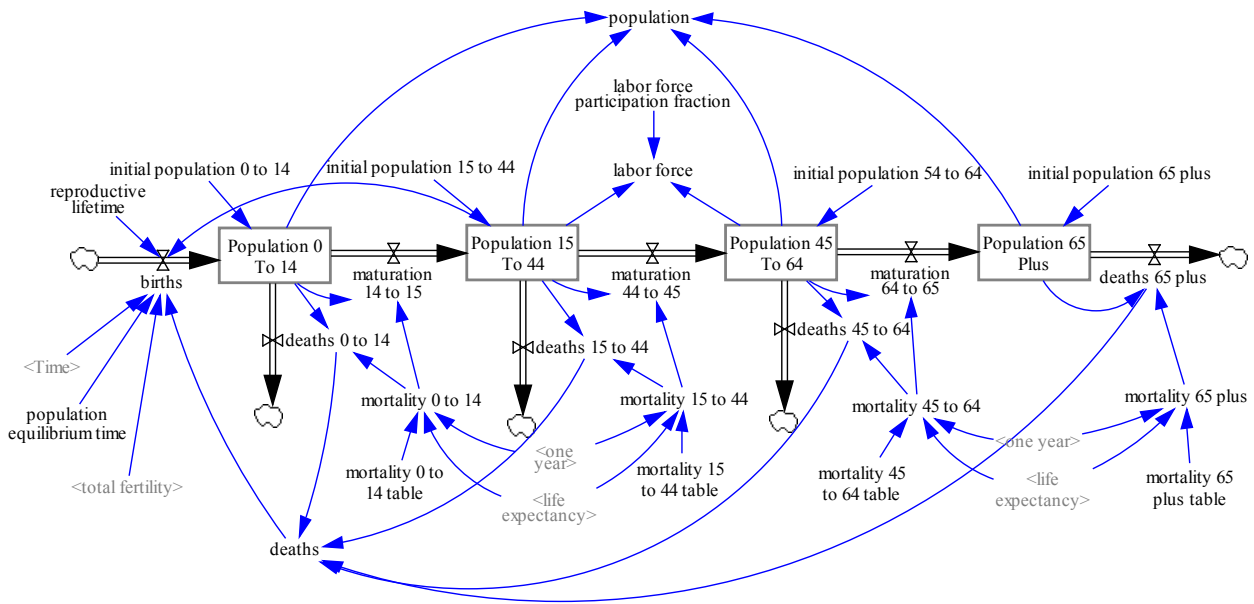 population
labor force
participation fraction
initial population 0 to 14
initial population 15 to 44
labor force
initial population 54 to 64
initial population 65 plus
reproductive
lifetime
Population 0
To 14
Population 15
To 44
Population 45
To 64
Population 65
Plus
births
maturation
14 to 15
maturation
44 to 45
maturation
64 to 65
deaths 65 plus
deaths 0 to 14
deaths 15 to 44
deaths 45 to 64
<Time>
population
equilibrium time
<total fertility>
mortality 0 to 14
mortality 15 to 44
mortality 45 to 64
mortality 65 plus
mortality 0 to
14 table
<one
year>
mortality 15
to 44 table
<life
expectancy>
mortality 45
to 64 table
<one year>
<life
expectancy>
mortality 65
plus table
deaths